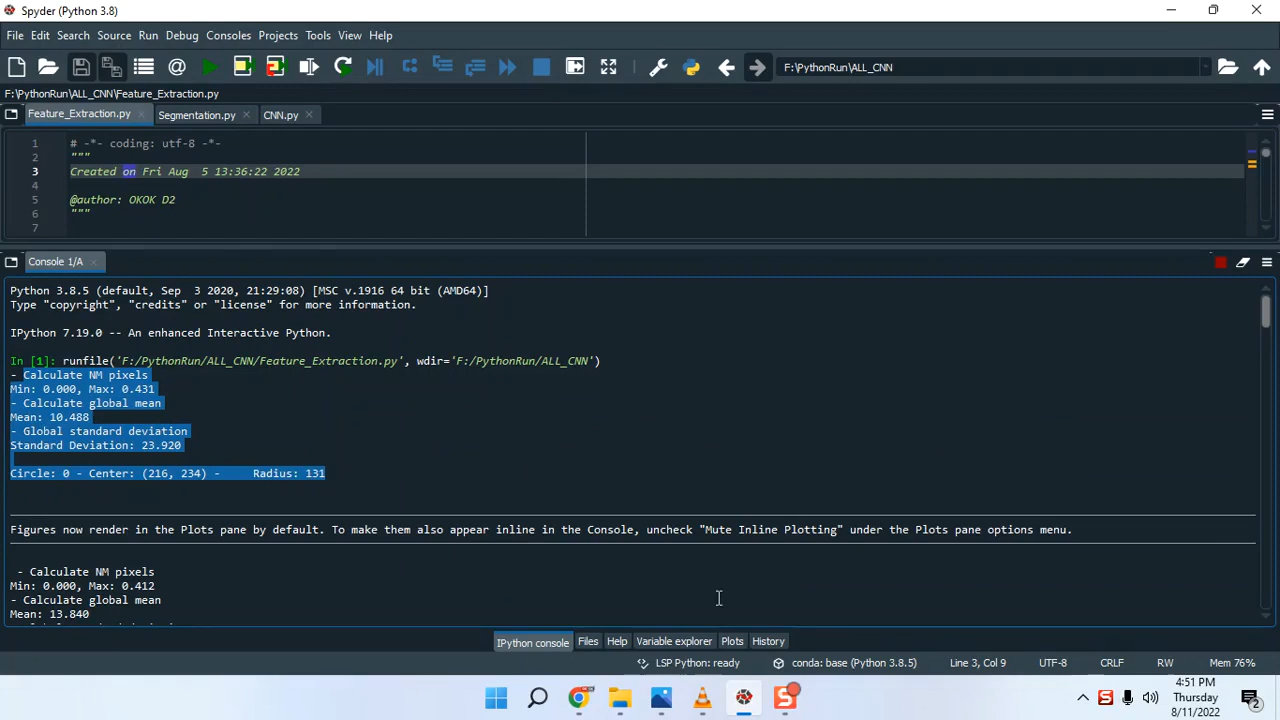 Spyder (Python 3.8)
File Edit Search Source Run Debug Consoles Projects Tools View Help
F:\PythonRun\ALL_CNN
F:\PythonRun\ALL_CNN\Feature_Extraction.py
Feature_Extraction.py Segmentation.py CNN.py
1 # -*- coding: utf-8 -*-
2 """
3 Created on Fri Aug  5 13:36:22 2022
4
5 @author: OKOK D2
6 """
7
Console 1/A
Python 3.8.5 (default, Sep  3 2020, 21:29:08) [MSC v.1916 64 bit (AMD64)]
Type "copyright", "credits" or "license" for more information.
IPython 7.19.0 -- An enhanced Interactive Python.
In [1]: runfile('F:/PythonRun/ALL_CNN/Feature_Extraction.py', wdir='F:/PythonRun/ALL_CNN')
- Calculate NM pixels
Min: 0.000, Max: 0.431
- Calculate global mean
Mean: 10.488
- Global standard deviation
Standard Deviation: 23.920
Circle: 0 - Center: (216, 234) -     Radius: 131
Figures now render in the Plots pane by default. To make them also appear inline in the Console, uncheck "Mute Inline Plotting" under the Plots pane options menu.
- Calculate NM pixels
Min: 0.000, Max: 0.412
- Calculate global mean
Mean: 13.840
IPython console Files Help Variable explorer Plots History
LSP Python: ready conda: base (Python 3.8.5) Line 3, Col 9 UTF-8 CRLF RW Mem 76%
4:51 PM
Thursday
8/11/2022
2